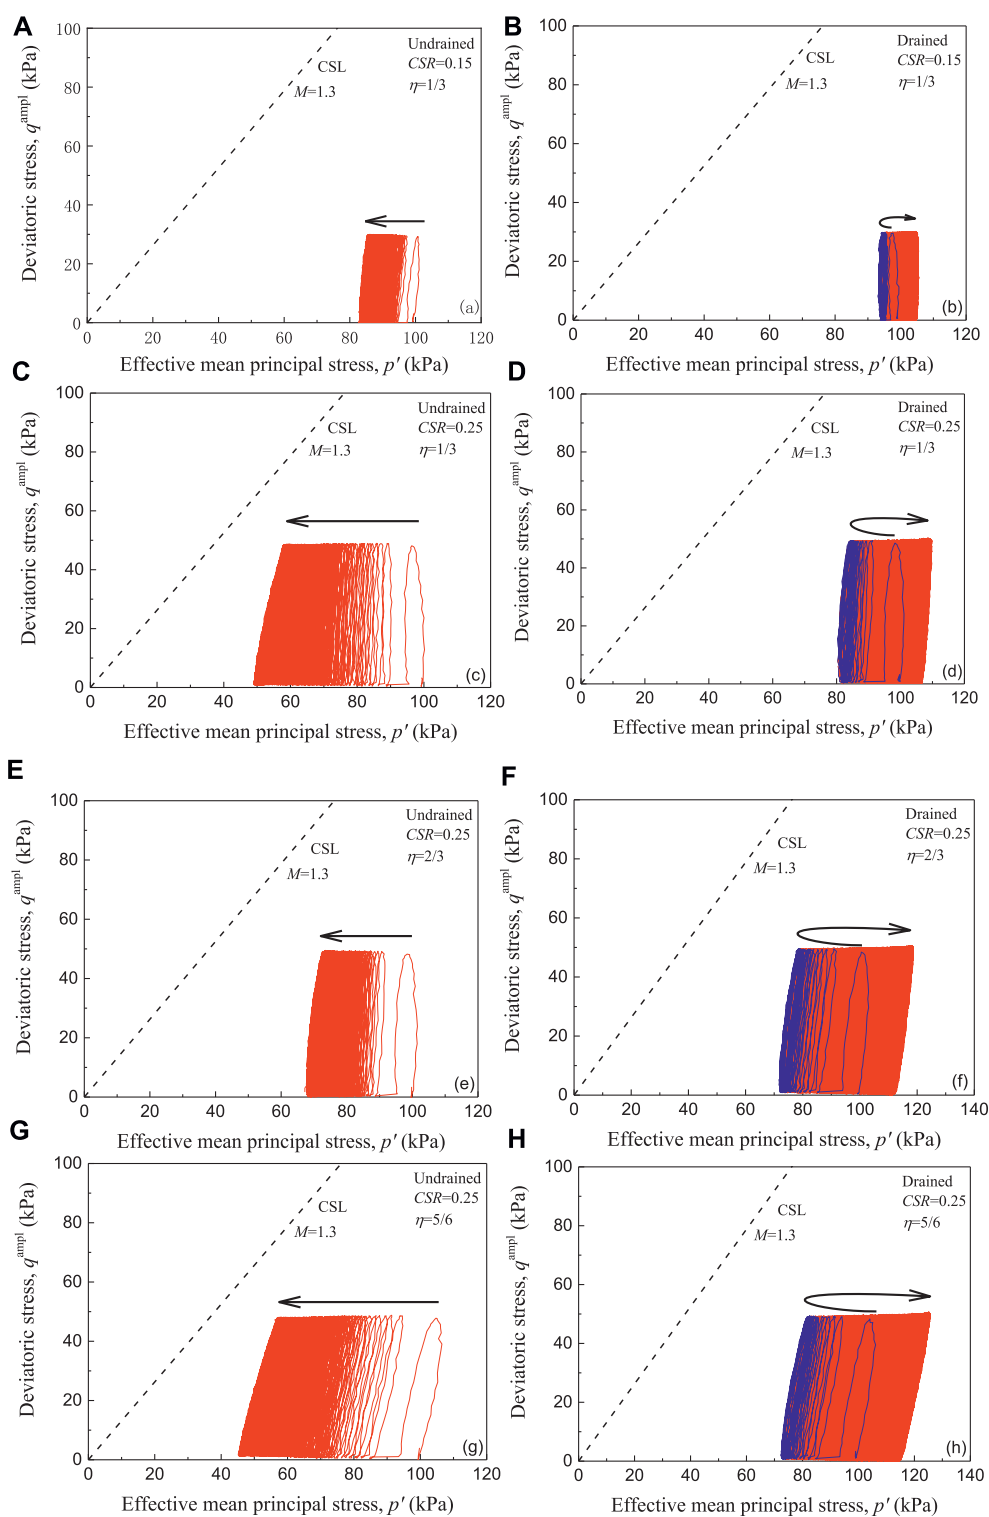 A
Deviatoric stress, q^ampl (kPa)
100
80
60
40
20
0
Undrained
CSR=0.15
η=1/3
CSL
M=1.3
(a)
0 20 40 60 80 100 120
Effective mean principal stress, p′ (kPa)
B
Deviatoric stress, q^ampl (kPa)
100
80
60
40
20
0
Drained
CSR=0.15
η=1/3
CSL
M=1.3
(b)
0 20 40 60 80 100 120
Effective mean principal stress, p′ (kPa)
C
Deviatoric stress, q^ampl (kPa)
100
80
60
40
20
0
Undrained
CSR=0.25
η=1/3
CSL
M=1.3
(c)
0 20 40 60 80 100 120
Effective mean principal stress, p′ (kPa)
D
Deviatoric stress, q^ampl (kPa)
100
80
60
40
20
0
Drained
CSR=0.25
η=1/3
CSL
M=1.3
(d)
0 20 40 60 80 100 120
Effective mean principal stress, p′ (kPa)
E
Deviatoric stress, q^ampl (kPa)
100
80
60
40
20
0
Undrained
CSR=0.25
η=2/3
CSL
M=1.3
(e)
0 20 40 60 80 100 120
Effective mean principal stress, p′ (kPa)
F
Deviatoric stress, q^ampl (kPa)
100
80
60
40
20
0
Drained
CSR=0.25
η=2/3
CSL
M=1.3
(f)
0 20 40 60 80 100 120 140
Effective mean principal stress, p′ (kPa)
G
Deviatoric stress, q^ampl (kPa)
100
80
60
40
20
0
Undrained
CSR=0.25
η=5/6
CSL
M=1.3
(g)
0 20 40 60 80 100 120
Effective mean principal stress, p′ (kPa)
H
Deviatoric stress, q^ampl (kPa)
100
80
60
40
20
0
Drained
CSR=0.25
η=5/6
CSL
M=1.3
(h)
0 20 40 60 80 100 120 140
Effective mean principal stress, p′ (kPa)